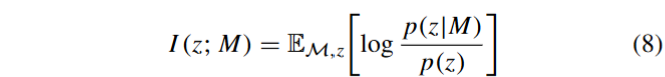 I(z; M) = 𝔼_{ℳ,z} [ log p(z|M) / p(z) ] (8)